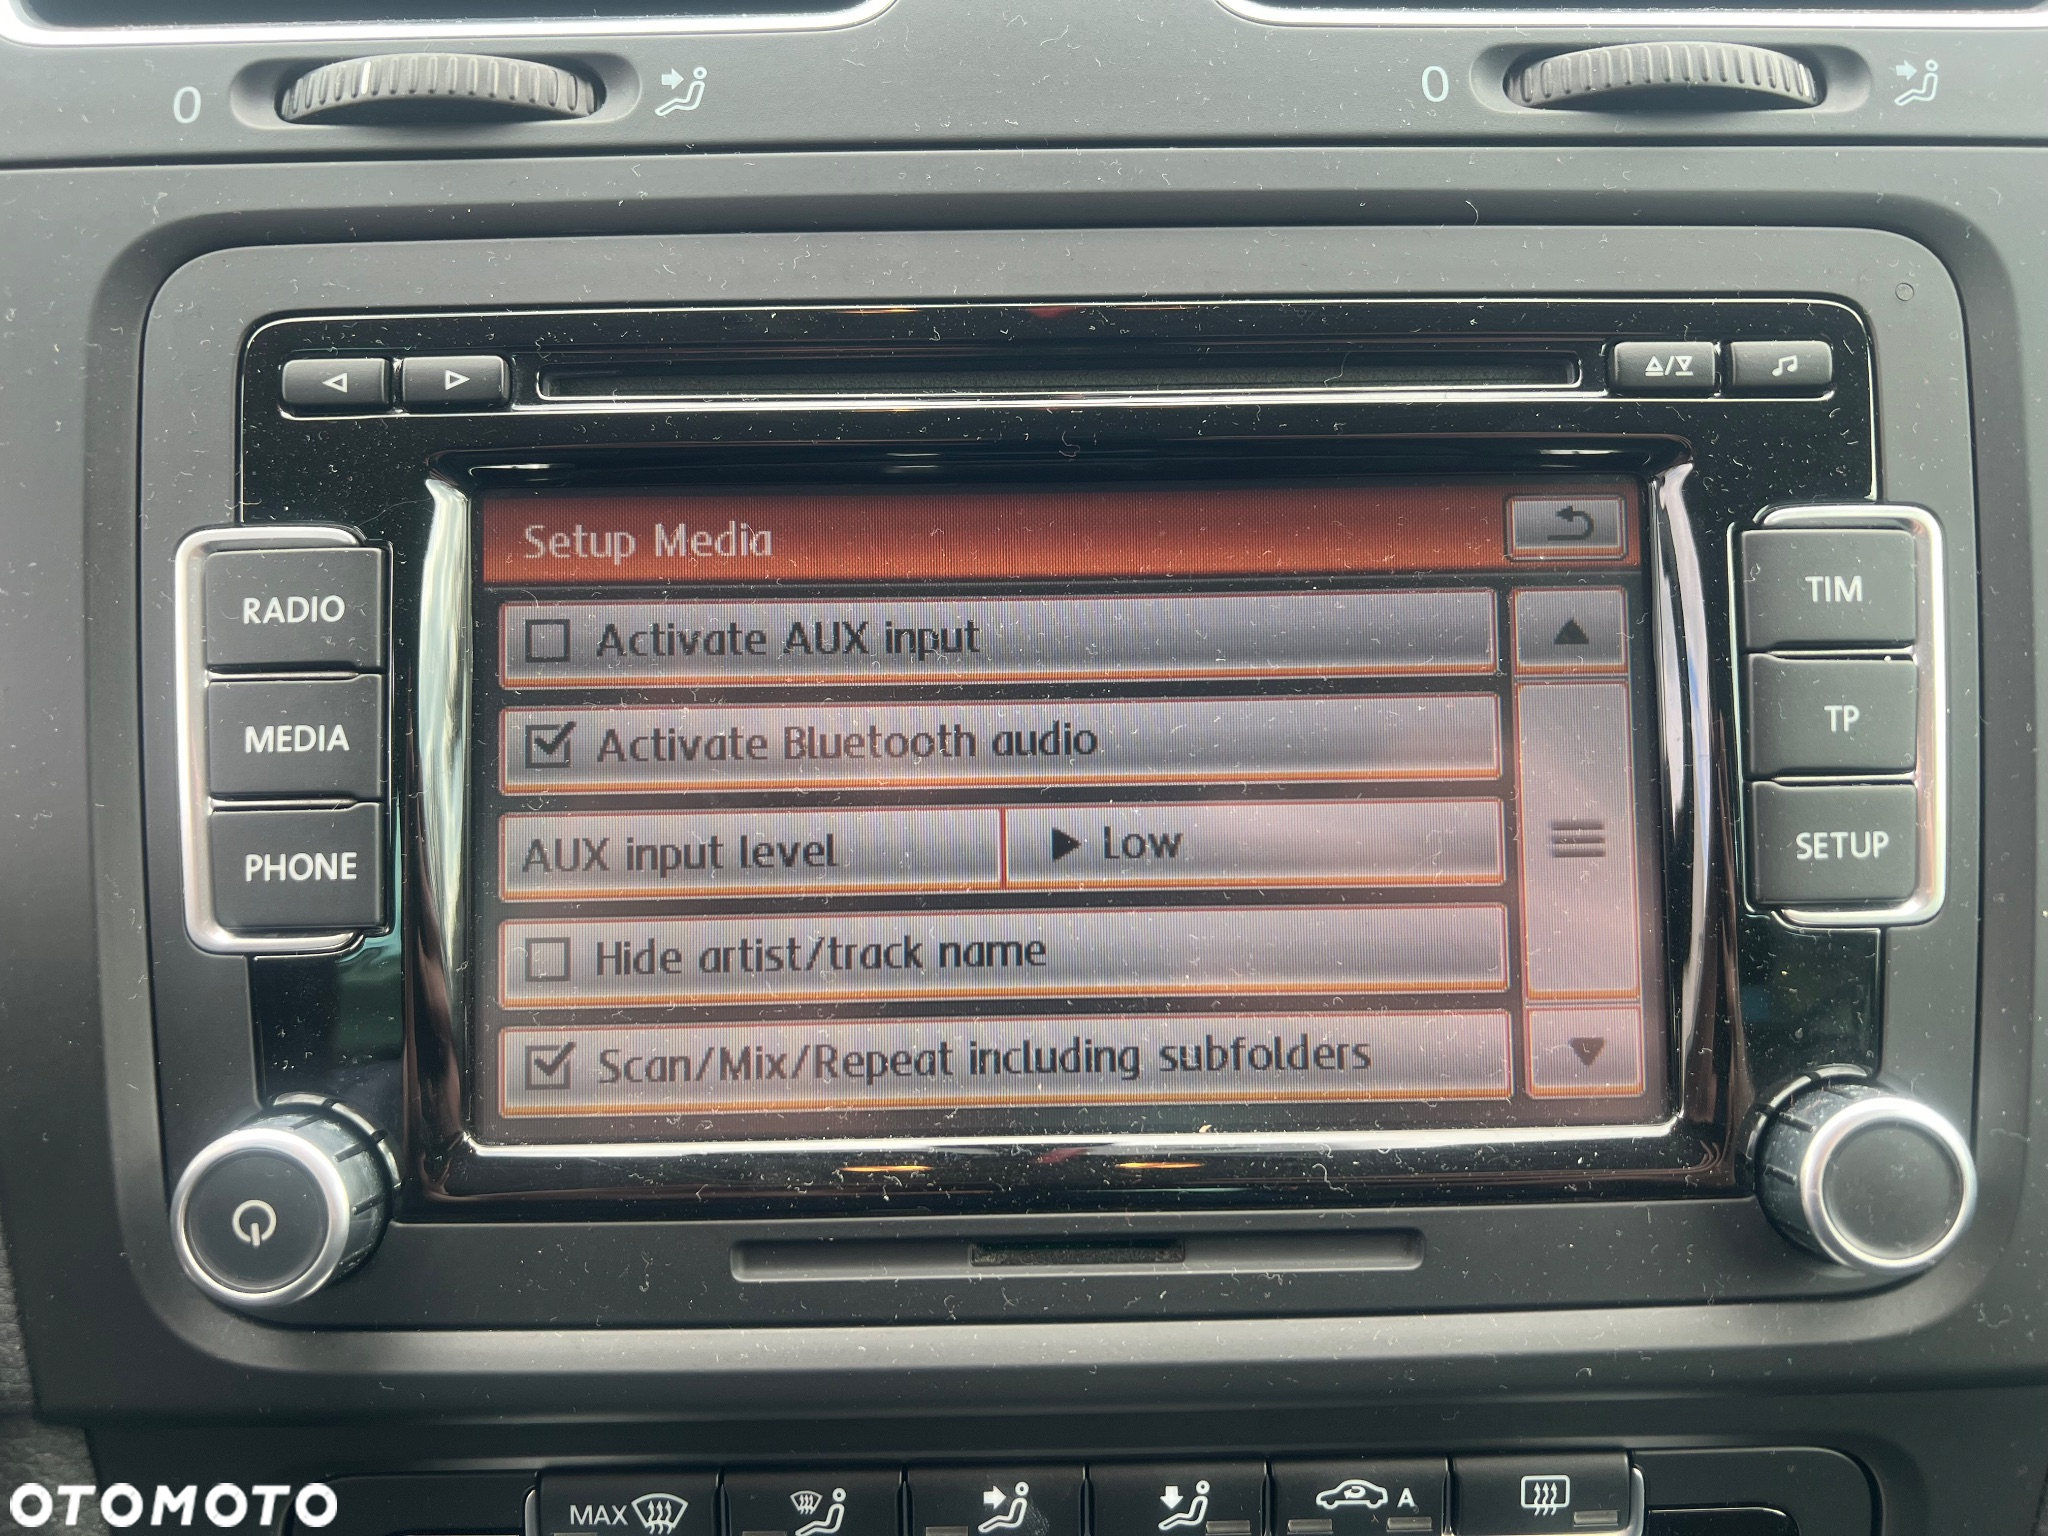 0
0
Setup Media
RADIO
MEDIA
PHONE
Activate AUX input
Activate Bluetooth audio
AUX input level
Low
Hide artist/track name
Scan/Mix/Repeat including subfolders
TIM
TP
SETUP
MAX
A
OTOMOTO